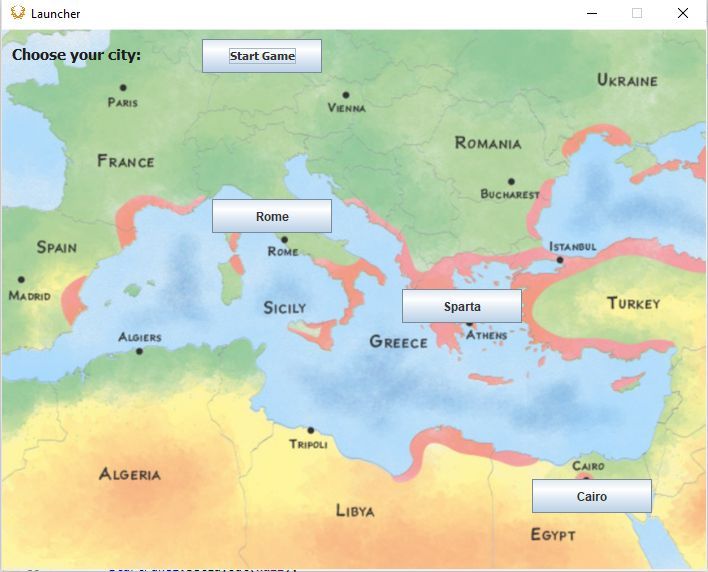 Launcher
Choose your city:
Start Game
UKRAINE
PARIS
VIENNA
ROMANIA
FRANCE
BUCHAREST
Rome
SPAIN
ROME
ISTANBUL
MADRID
SICILY
Sparta
TURKEY
ALGIERS
GREECE
ATHENS
TRIPOLI
CAIRO
ALGERIA
Cairo
LIBYA
EGYPT